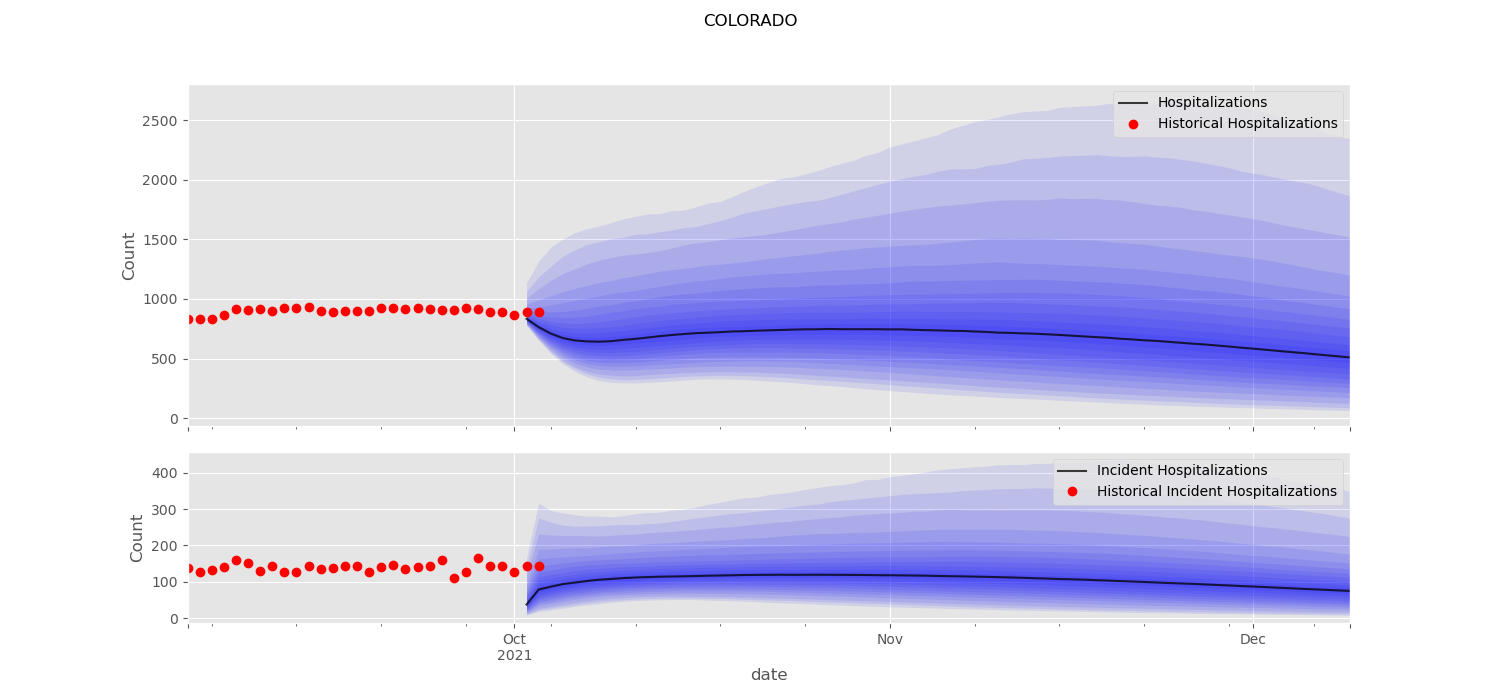 COLORADO
Hospitalizations
Historical Hospitalizations
2500
2000
1500
1000
500
0
Count
Incident Hospitalizations
Historical Incident Hospitalizations
400
300
200
100
0
Count
Oct
2021
Nov
Dec
date